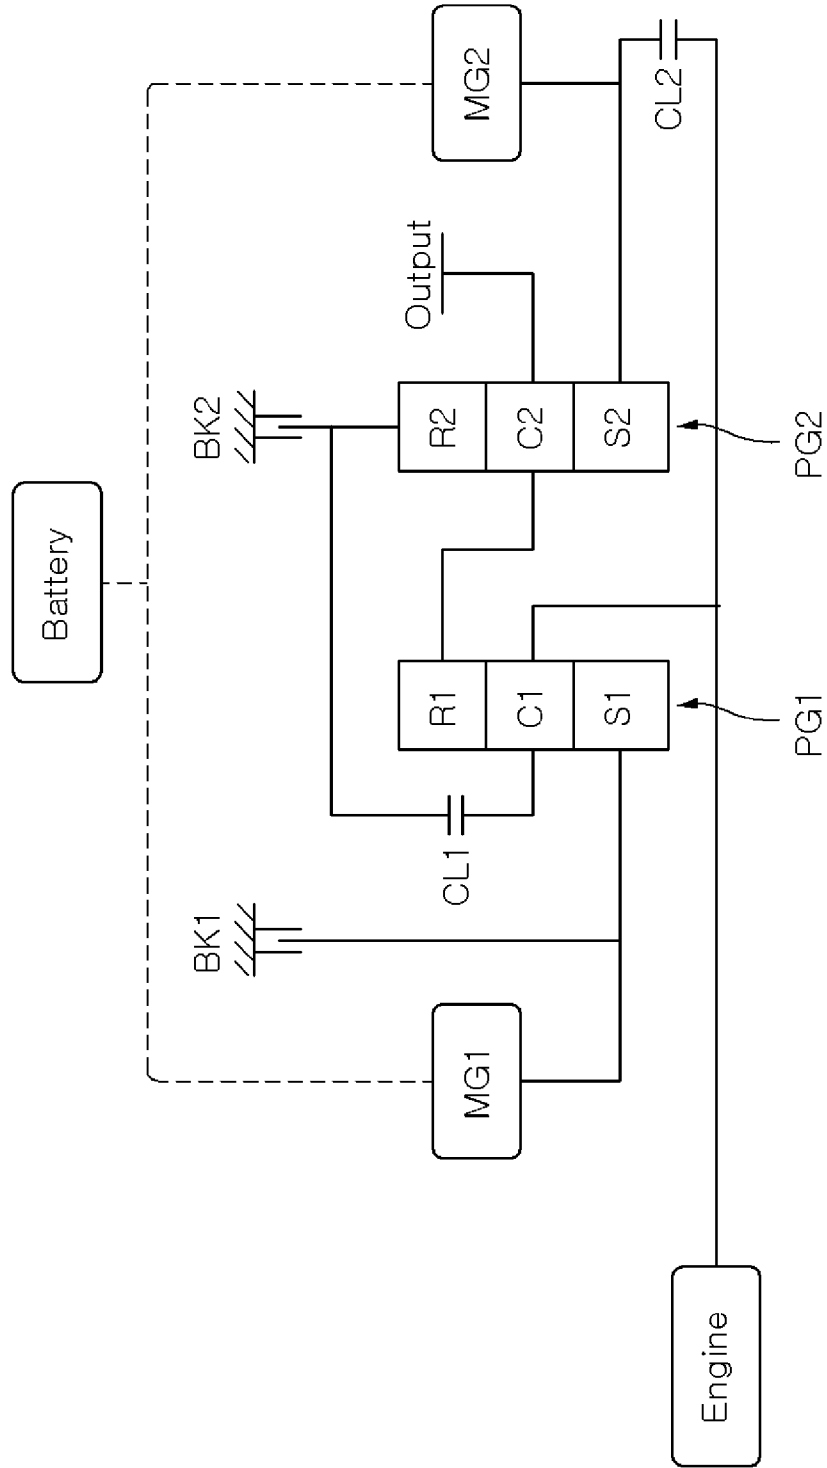 Battery
BK1
BK2
MG1
CL1
R1
C1
S1
R2
C2
S2
Output
MG2
CL2
Engine
PG1
PG2